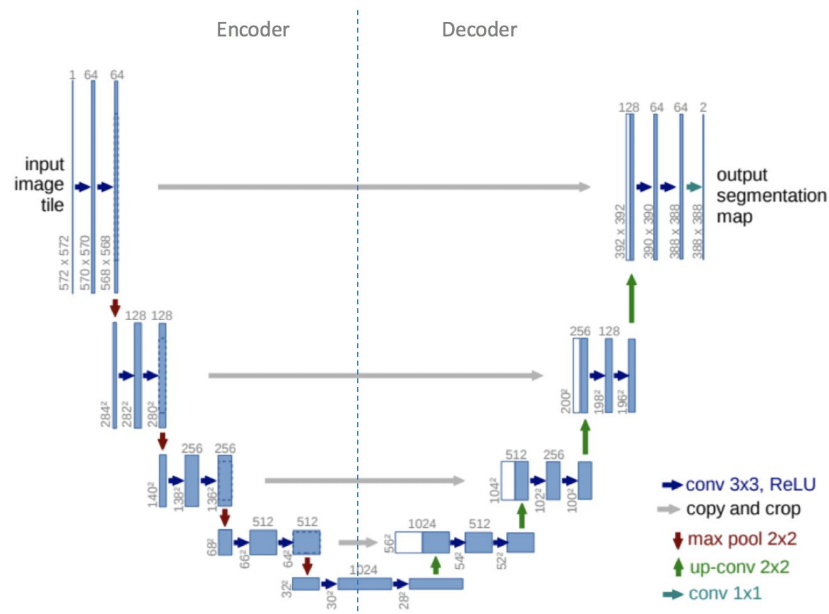 Encoder
Decoder
1 64 64
128 64 64 2
input
image
tile
output
segmentation
map
572 x 572
570 x 570
568 x 568
392 x 392
390 x 390
388 x 388
388 x 388
128 128
256 128
284²
282²
280²
200²
198²
196²
256 256
512 256
140²
138²
136²
104²
102²
100²
512 512
1024 512
68²
66²
64²
56²
54²
52²
1024
32²
30²
28²
conv 3x3, ReLU
copy and crop
max pool 2x2
up-conv 2x2
conv 1x1